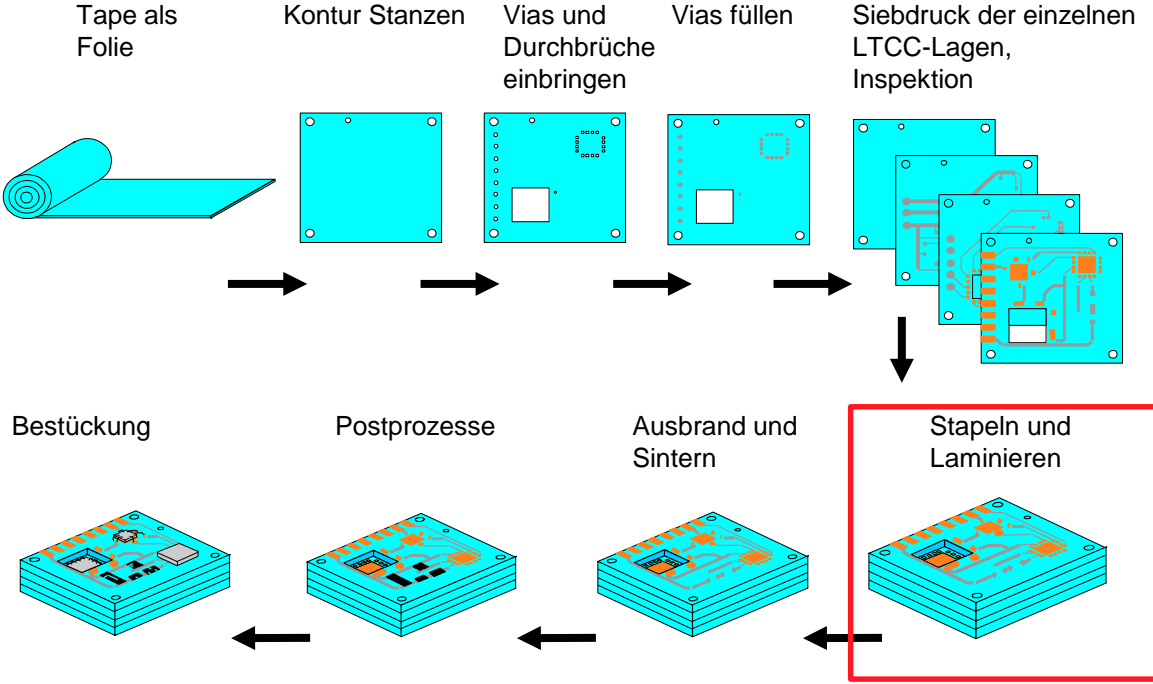 Tape als
Folie
Kontur Stanzen
Vias und
Durchbrüche
einbringen
Vias füllen
Siebdruck der einzelnen
LTCC-Lagen,
Inspektion
Bestückung
Postprozesse
Ausbrand und
Sintern
Stapeln und
Laminieren